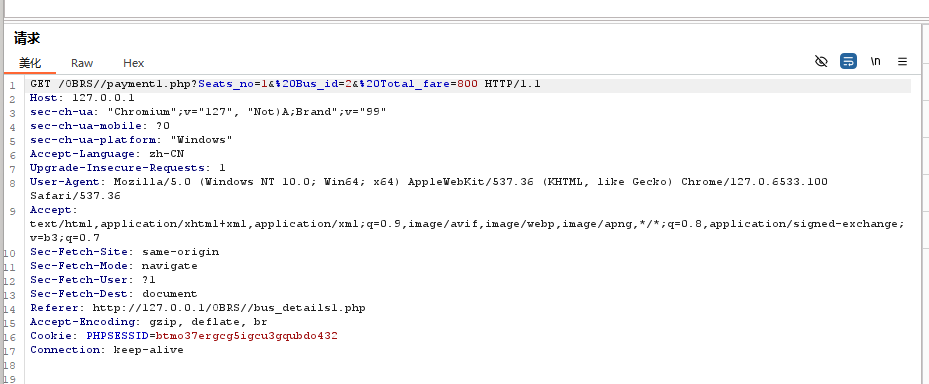 请求
美化 Raw Hex \n
1 GET /OBRS//payment1.php?Seats_no=1&%20Bus_id=2&%20Total_fare=800 HTTP/1.1
2 Host: 127.0.0.1
3 sec-ch-ua: "Chromium";v="127", "Not)A;Brand";v="99"
4 sec-ch-ua-mobile: ?0
5 sec-ch-ua-platform: "Windows"
6 Accept-Language: zh-CN
7 Upgrade-Insecure-Requests: 1
8 User-Agent: Mozilla/5.0 (Windows NT 10.0; Win64; x64) AppleWebKit/537.36 (KHTML, like Gecko) Chrome/127.0.6533.100
Safari/537.36
9 Accept:
text/html,application/xhtml+xml,application/xml;q=0.9,image/avif,image/webp,image/apng,*/*;q=0.8,application/signed-exchange;
v=b3;q=0.7
10 Sec-Fetch-Site: same-origin
11 Sec-Fetch-Mode: navigate
12 Sec-Fetch-User: ?1
13 Sec-Fetch-Dest: document
14 Referer: http://127.0.0.1/OBRS//bus_details1.php
15 Accept-Encoding: gzip, deflate, br
16 Cookie: PHPSESSID=btmo37ergcg5igcu3gqubdo432
17 Connection: keep-alive
18
19